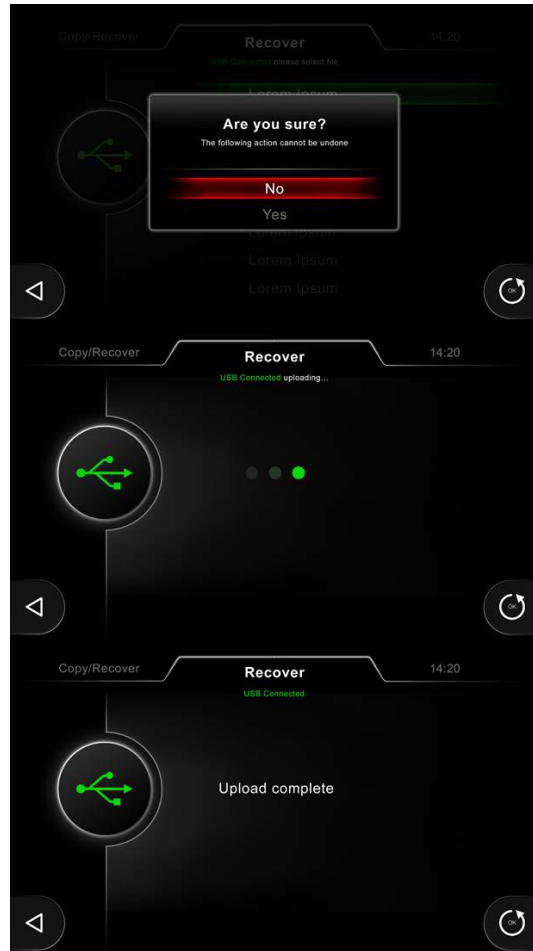 Copy/Recover
Recover
14:20
USB Connected please select file
Lorem Ipsum
Are you sure?
The following action cannot be undone
No
Yes
Lorem Ipsum
Lorem Ipsum
Lorem Ipsum
OK
Copy/Recover
Recover
14:20
USB Connected uploading...
OK
Copy/Recover
Recover
14:20
USB Connected
Upload complete
OK